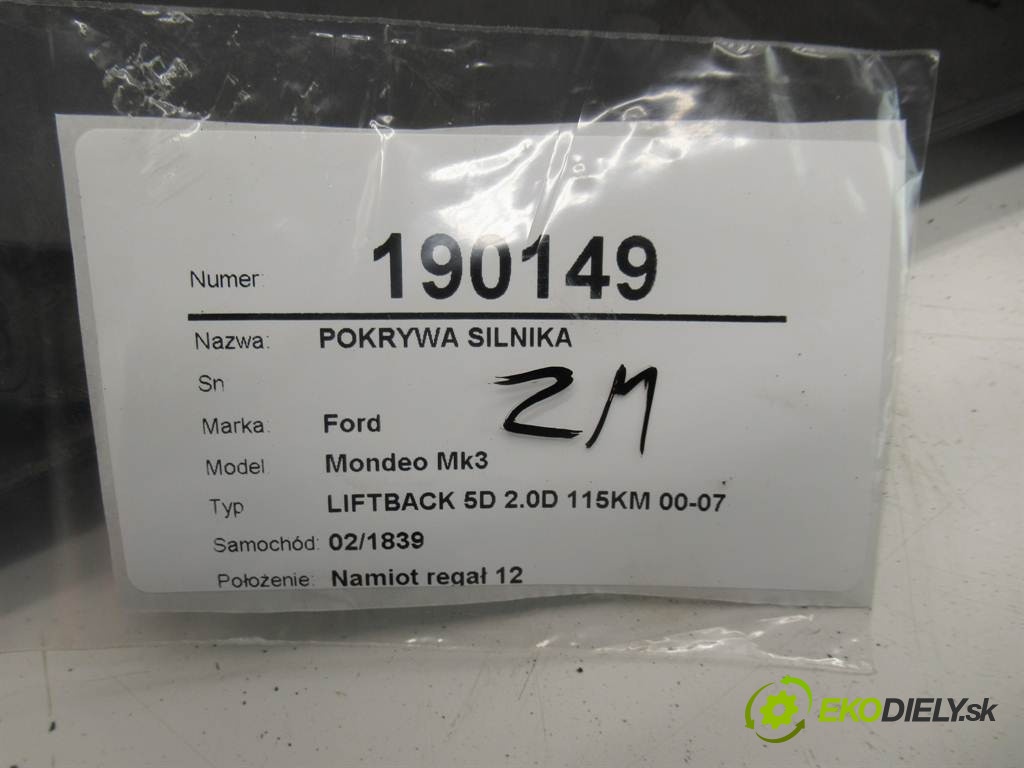 Numer: 190149
Nazwa: POKRYWA SILNIKA
Sn
Marka: Ford
ZM
Model Mondeo Mk3
Typ LIFTBACK 5D 2.0D 115KM 00-07
Samochód: 02/1839
Położenie: Namiot regał 12
EKODIELY.sk